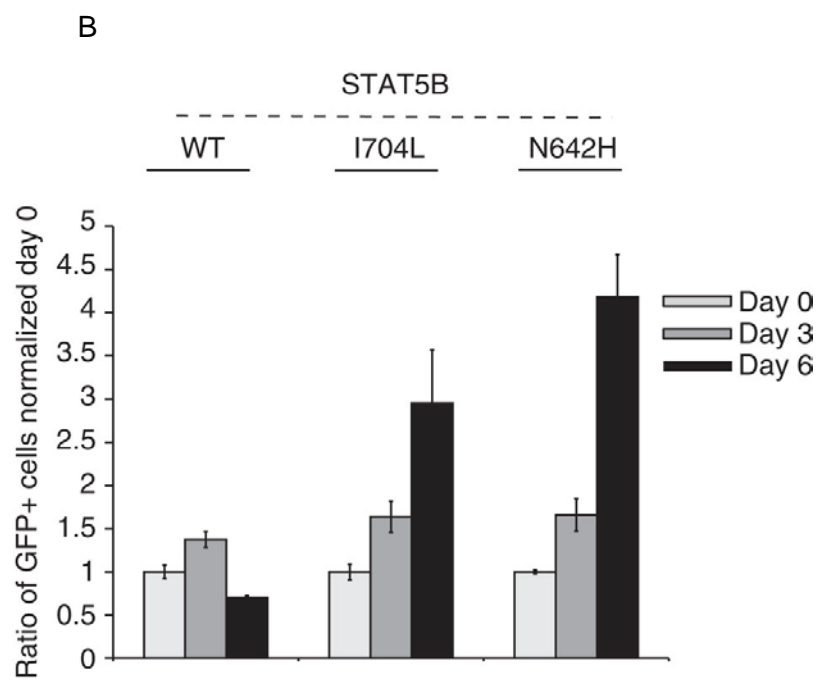 B
STAT5B
WT I704L N642H
Ratio of GFP+ cells normalized day 0
5
4.5
4
3.5
3
2.5
2
1.5
1
0.5
0
Day 0
Day 3
Day 6